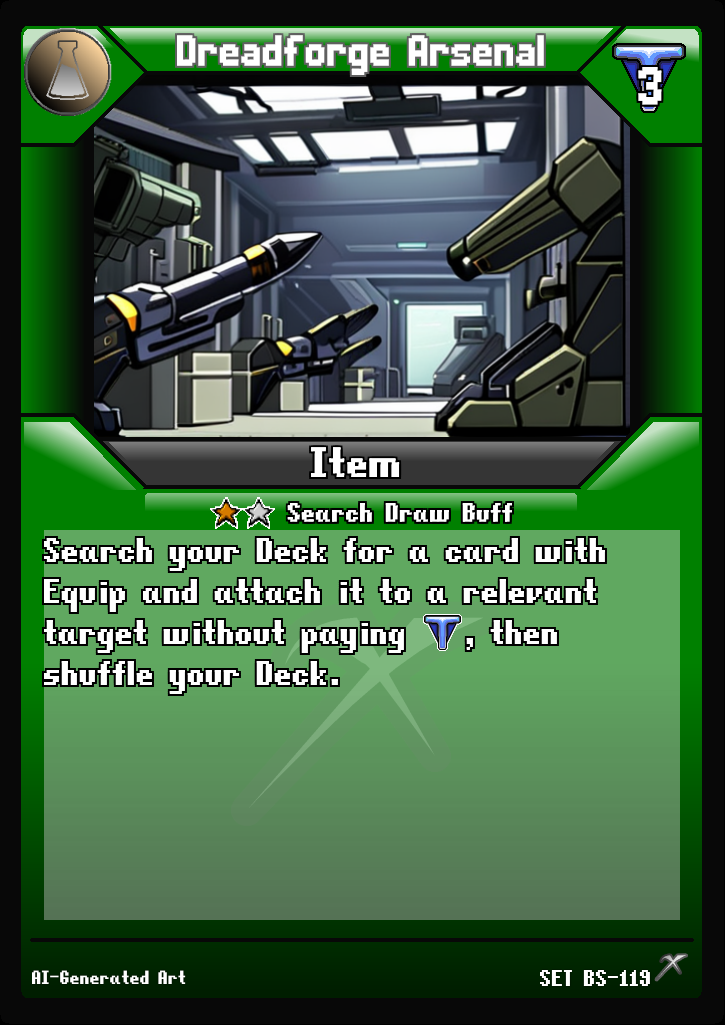 Dreadforge Arsenal
3
Item
Search Draw Buff
Search your Deck for a card with
Equip and attach it to a relevant
target without paying T, then
shuffle your Deck.
AI-Generated Art
SET BS-119